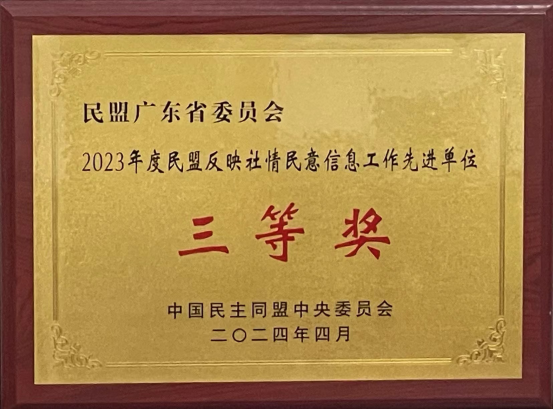 民盟广东省委员会
2023年度民盟反映社情民意信息工作先进单位
三等奖
中国民主同盟中央委员会
二〇二四年四月